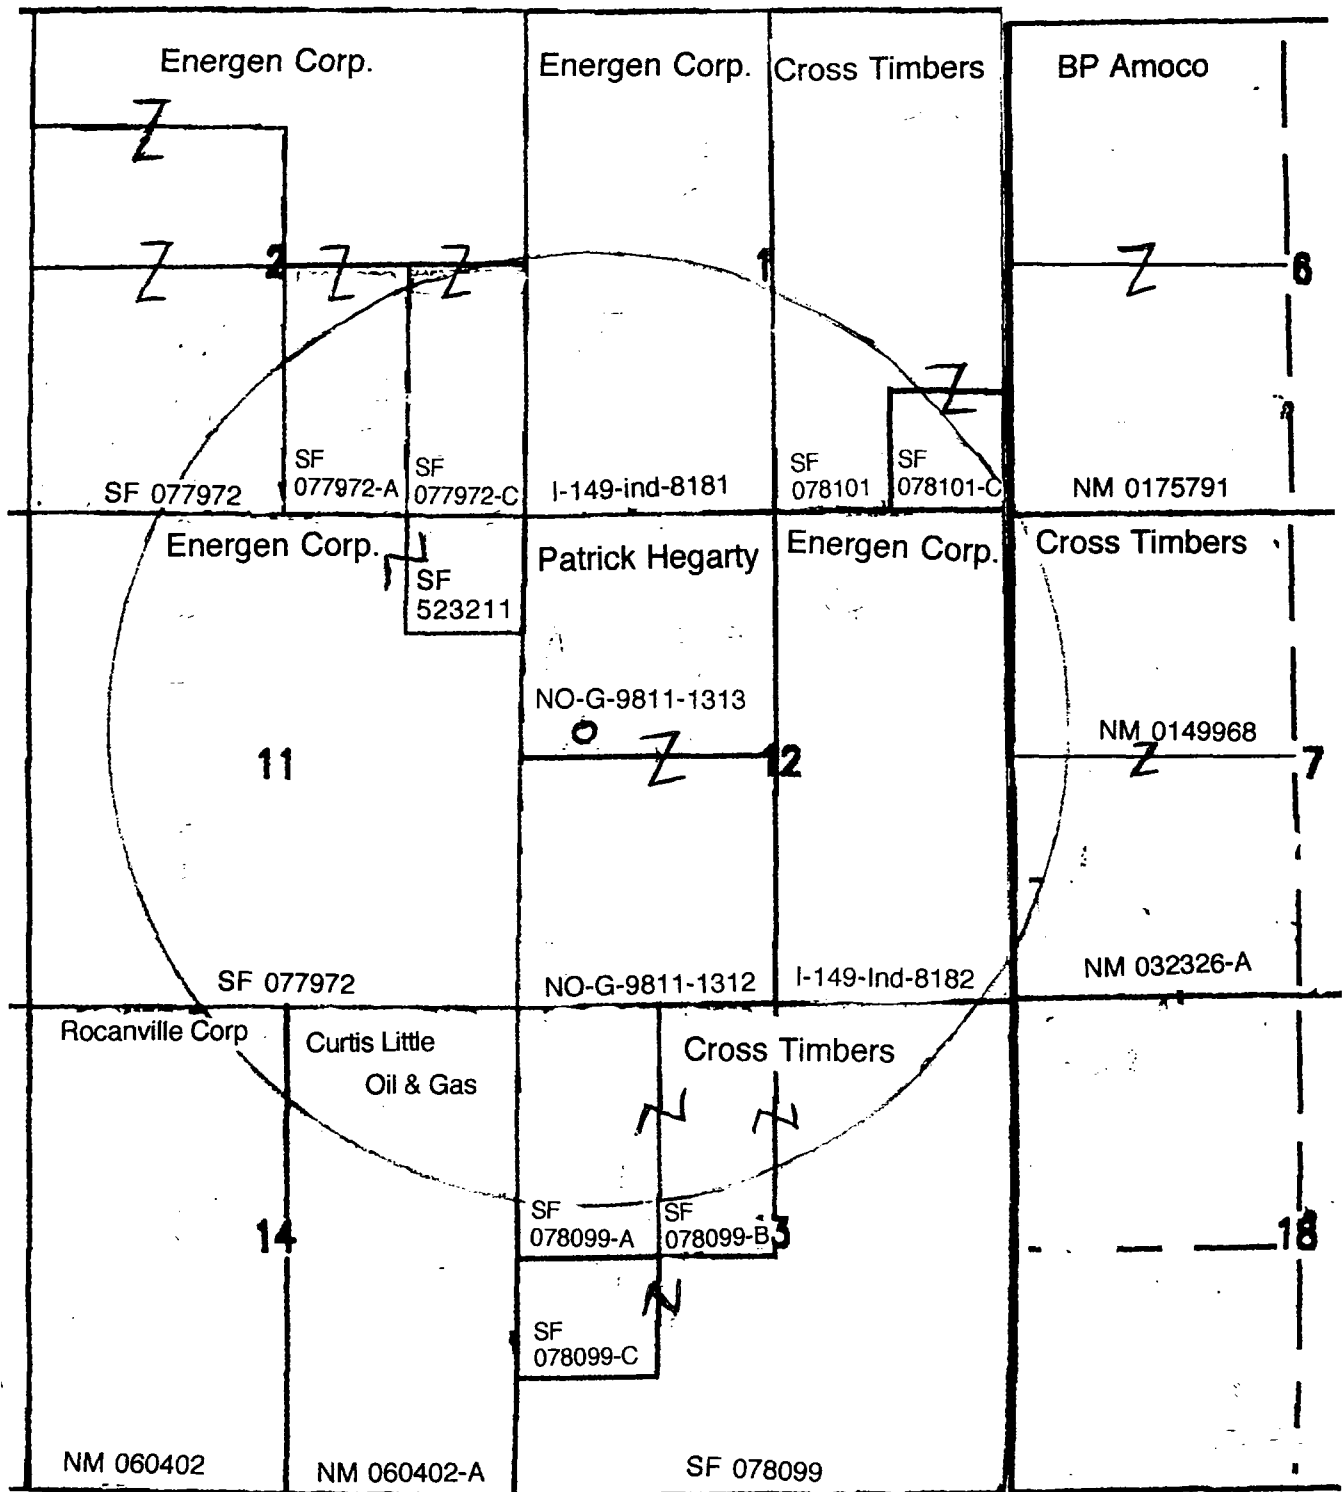 Energen Corp.
Energen Corp.
Cross Timbers
BP Amoco
Z
Z
Z
Z
2
1
Z
6
Z
SF
077972-A
SF
077972-C
SF
078101
SF
078101-C
SF 077972
I-149-ind-8181
NM 0175791
Energen Corp.
Z
SF
523211
Patrick Hegarty
Energen Corp.
Cross Timbers
NO-G-9811-1313
NM 0149968
11
Z
12
Z
7
SF 077972
NO-G-9811-1312
I-149-Ind-8182
NM 032326-A
Rocanville Corp
Curtis Little
Oil & Gas
Cross Timbers
Z
Z
SF
078099-A
SF
078099-B
14
3
18
Z
SF
078099-C
NM 060402
NM 060402-A
SF 078099